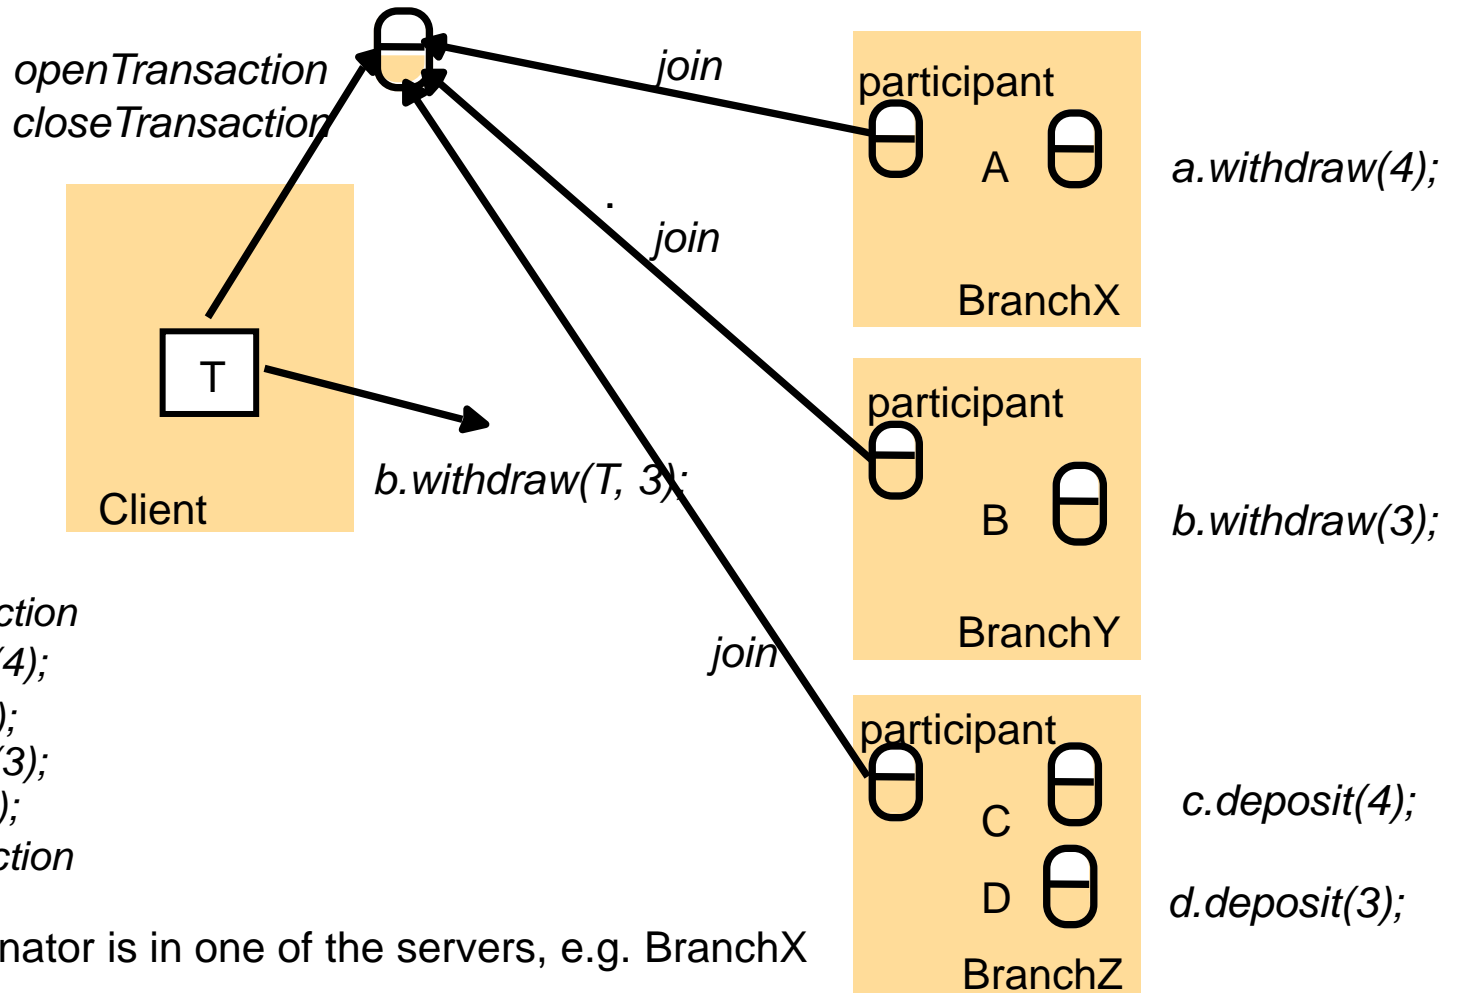 openTransaction
closeTransaction
join
participant
A
a.withdraw(4);
.
join
BranchX
T
Client
b.withdraw(T, 3);
participant
B
b.withdraw(3);
BranchY
join
ction
(4);
);
(3);
);
ction
participant
C
c.deposit(4);
D
d.deposit(3);
BranchZ
nator is in one of the servers, e.g. BranchX